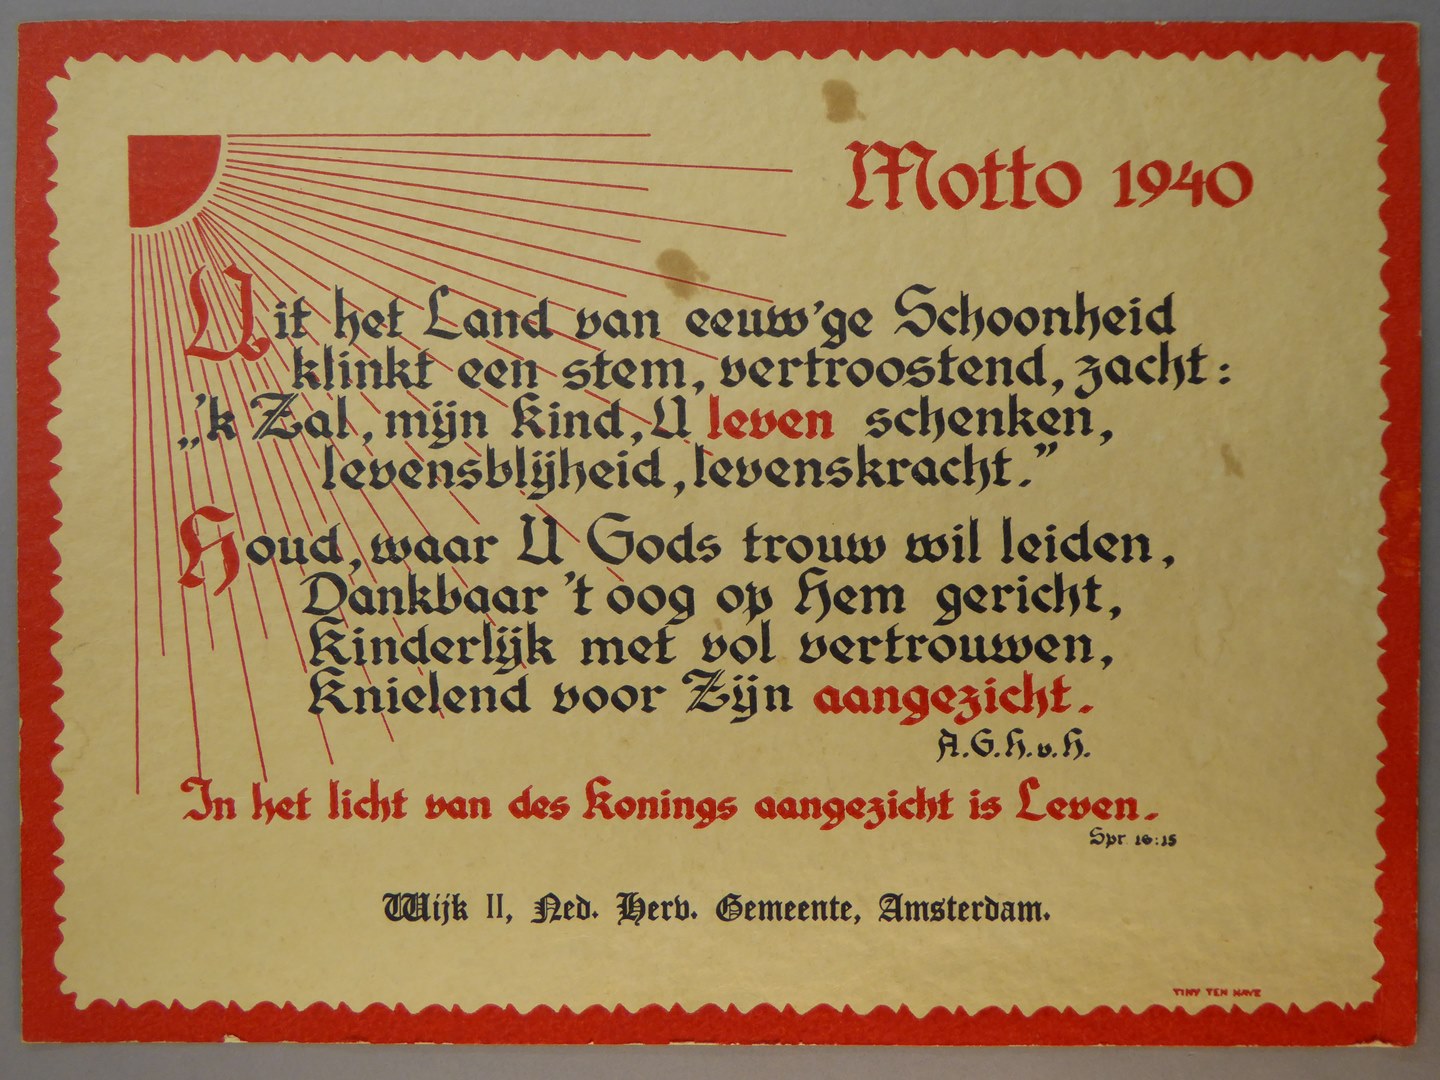 Motto 1940
Uit het Land van eeuw'ge Schoonheid
klinkt een stem, vertroostend, zacht:
„'k Zal, mijn Kind, U leven schenken,
levensblijheid, levenskracht."
Houd, waar U Gods trouw wil leiden,
Dankbaar 't oog op Hem gericht,
Kinderlijk met vol vertrouwen,
Knielend voor Zijn aangezicht.
A.G.H.v.H.
In het licht van des Konings aangezicht is Leven.
Spr. 16:15
Wijk II, Ned. Herv. Gemeente, Amsterdam.
TINY TEN HAVE